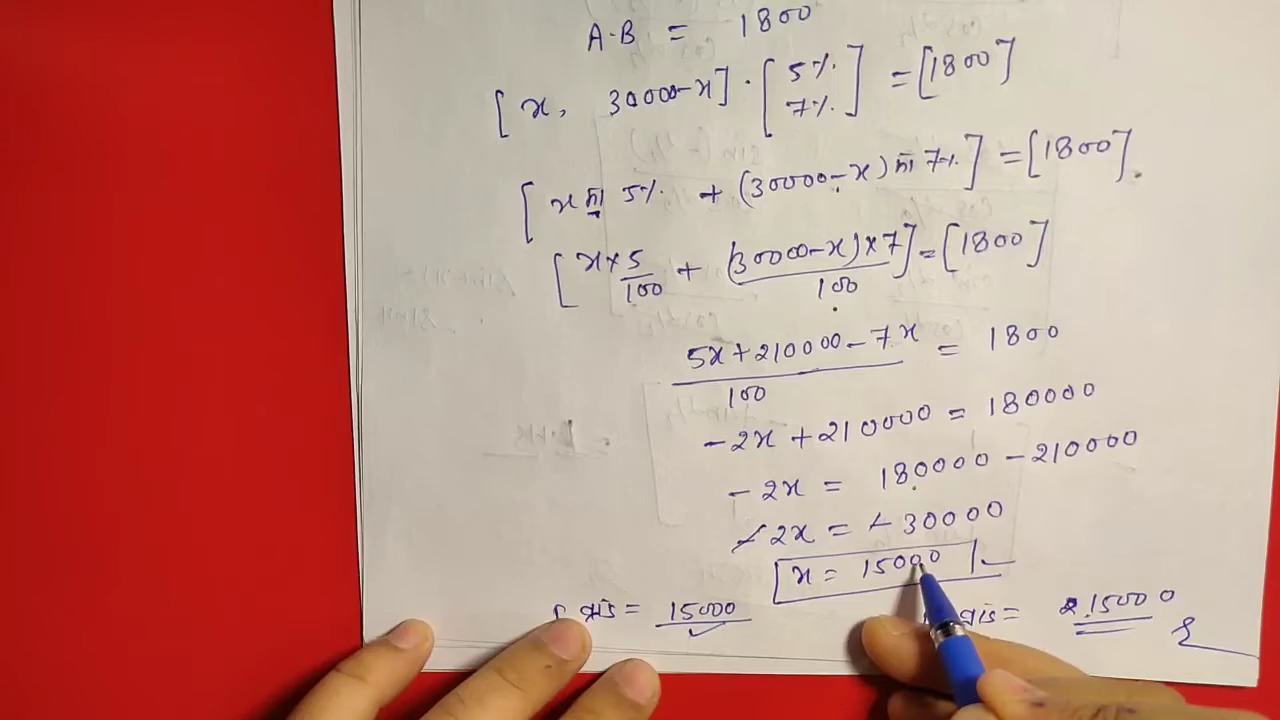 A·B = 1800
[x, 30000-x] · [5% 7%] = [1800]
[x का 5% + (30000-x) का 7%] = [1800]
[x×5/100 + (30000-x)×7/100] = [1800]
5x+210000-7x/100 = 1800
-2x+210000 = 180000
-2x = 180000-210000
-2x = -30000
x = 15000
= 15000 = 15000